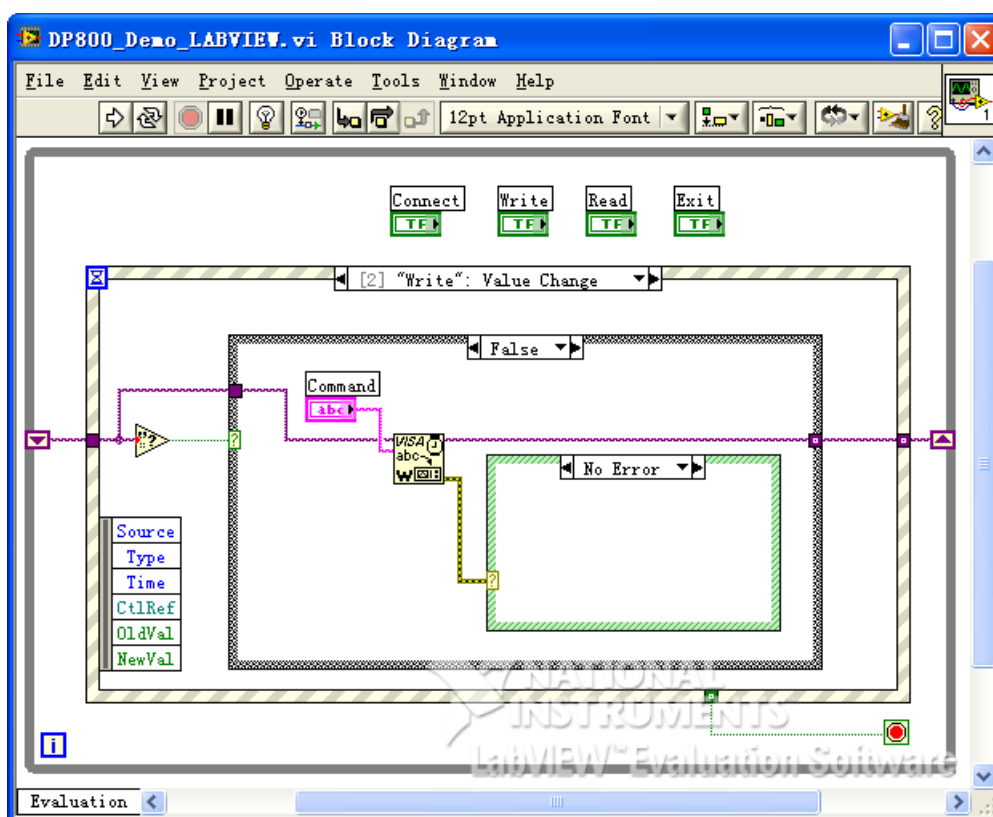 DP800_Demo_LABVIEW.vi Block Diagram
File Edit View Project Operate Tools Window Help
12pt Application Font
1
Connect Write Read Exit
TF TF TF TF
[2] "Write": Value Change
False
Command
abc
?
?
VISA
abc
W
No Error
?
Source
Type
Time
CtlRef
OldVal
NewVal
NATIONAL
INSTRUMENTS
LabVIEW™ Evaluation Software
i
Evaluation